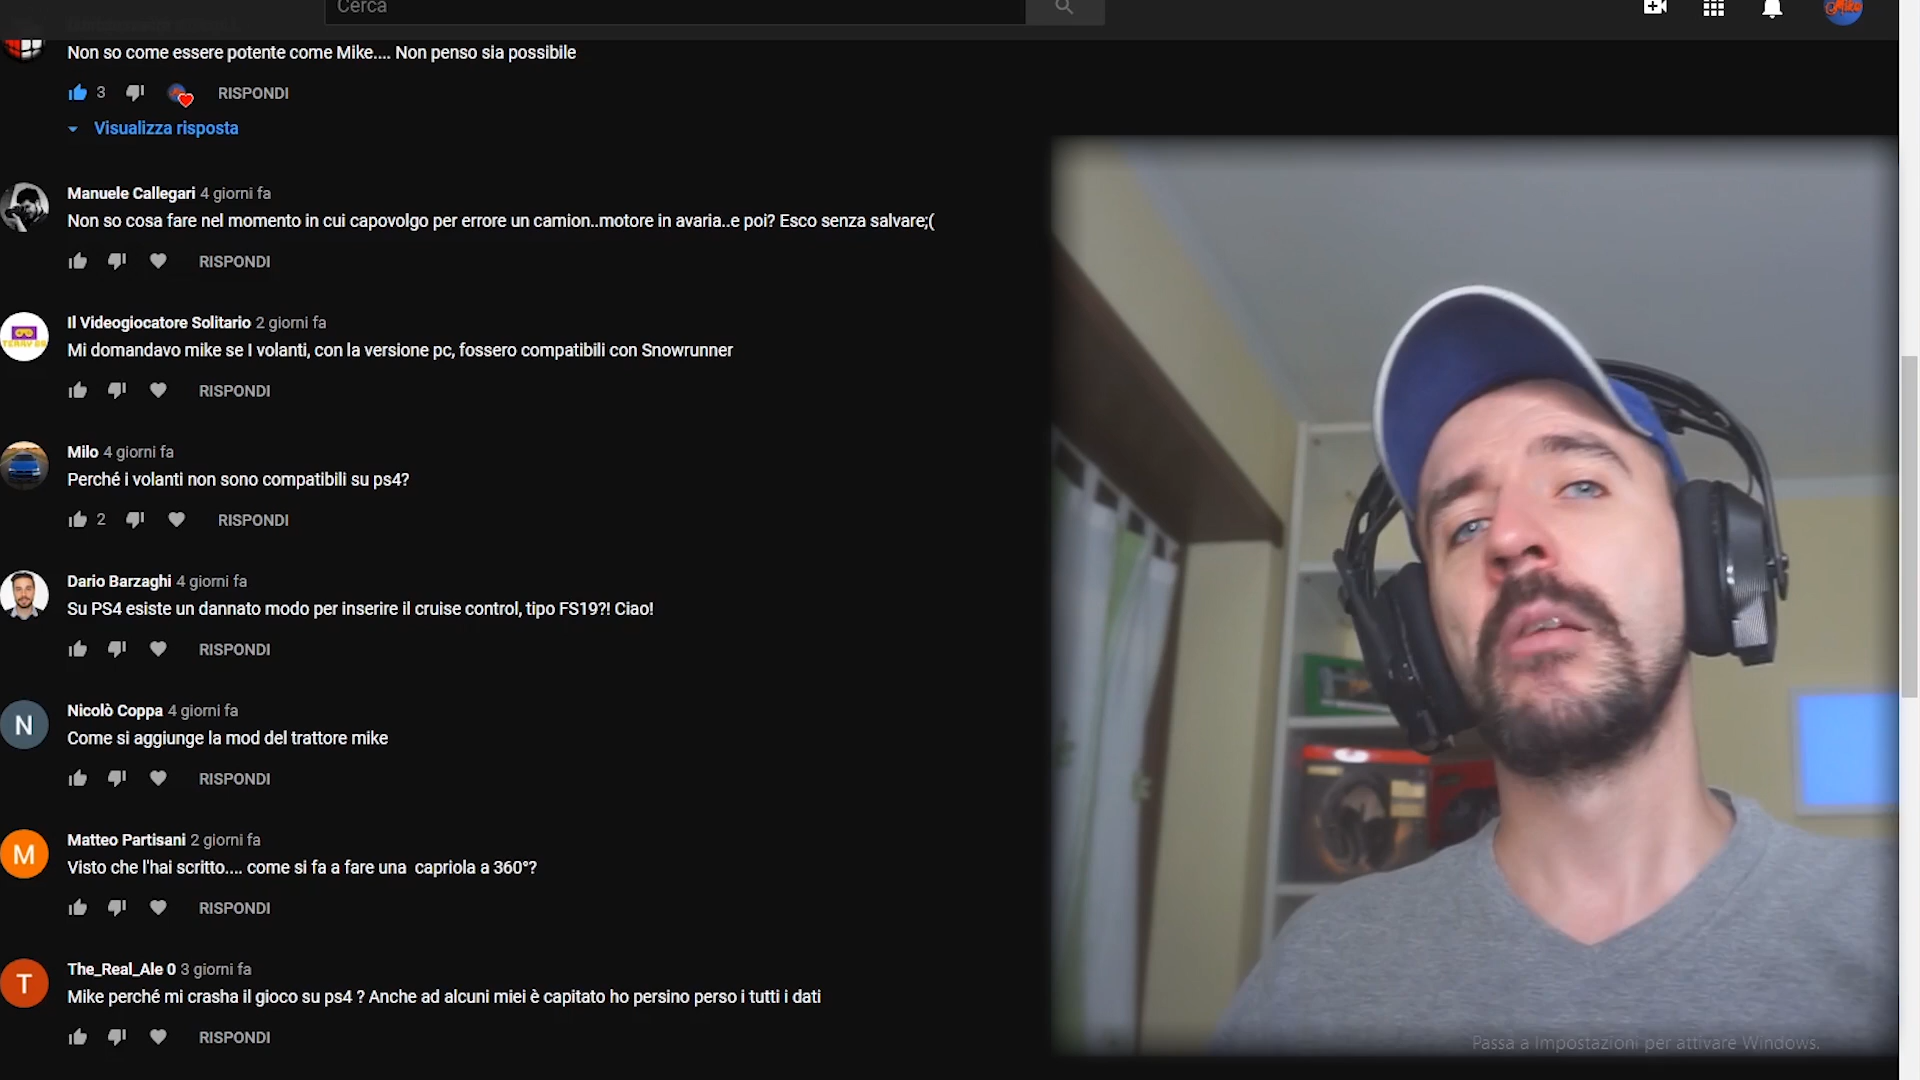 Cerca
Non so come essere potente come Mike.... Non penso sia possibile
3 RISPONDI
Visualizza risposta
Manuele Callegari 4 giorni fa
Non so cosa fare nel momento in cui capovolgo per errore un camion..motore in avaria..e poi? Esco senza salvare;(
RISPONDI
Il Videogiocatore Solitario 2 giorni fa
Mi domandavo mike se I volanti, con la versione pc, fossero compatibili con Snowrunner
RISPONDI
Milo 4 giorni fa
Perché i volanti non sono compatibili su ps4?
2 RISPONDI
Dario Barzaghi 4 giorni fa
Su PS4 esiste un dannato modo per inserire il cruise control, tipo FS19?! Ciao!
RISPONDI
N
Nicolò Coppa 4 giorni fa
Come si aggiunge la mod del trattore mike
RISPONDI
M
Matteo Partisani 2 giorni fa
Visto che l'hai scritto.... come si fa a fare una  capriola a 360°?
RISPONDI
T
The_Real_Ale 0 3 giorni fa
Mike perché mi crasha il gioco su ps4 ? Anche ad alcuni miei è capitato ho persino perso i tutti i dati
RISPONDI
Passa a Impostazioni per attivare Windows.